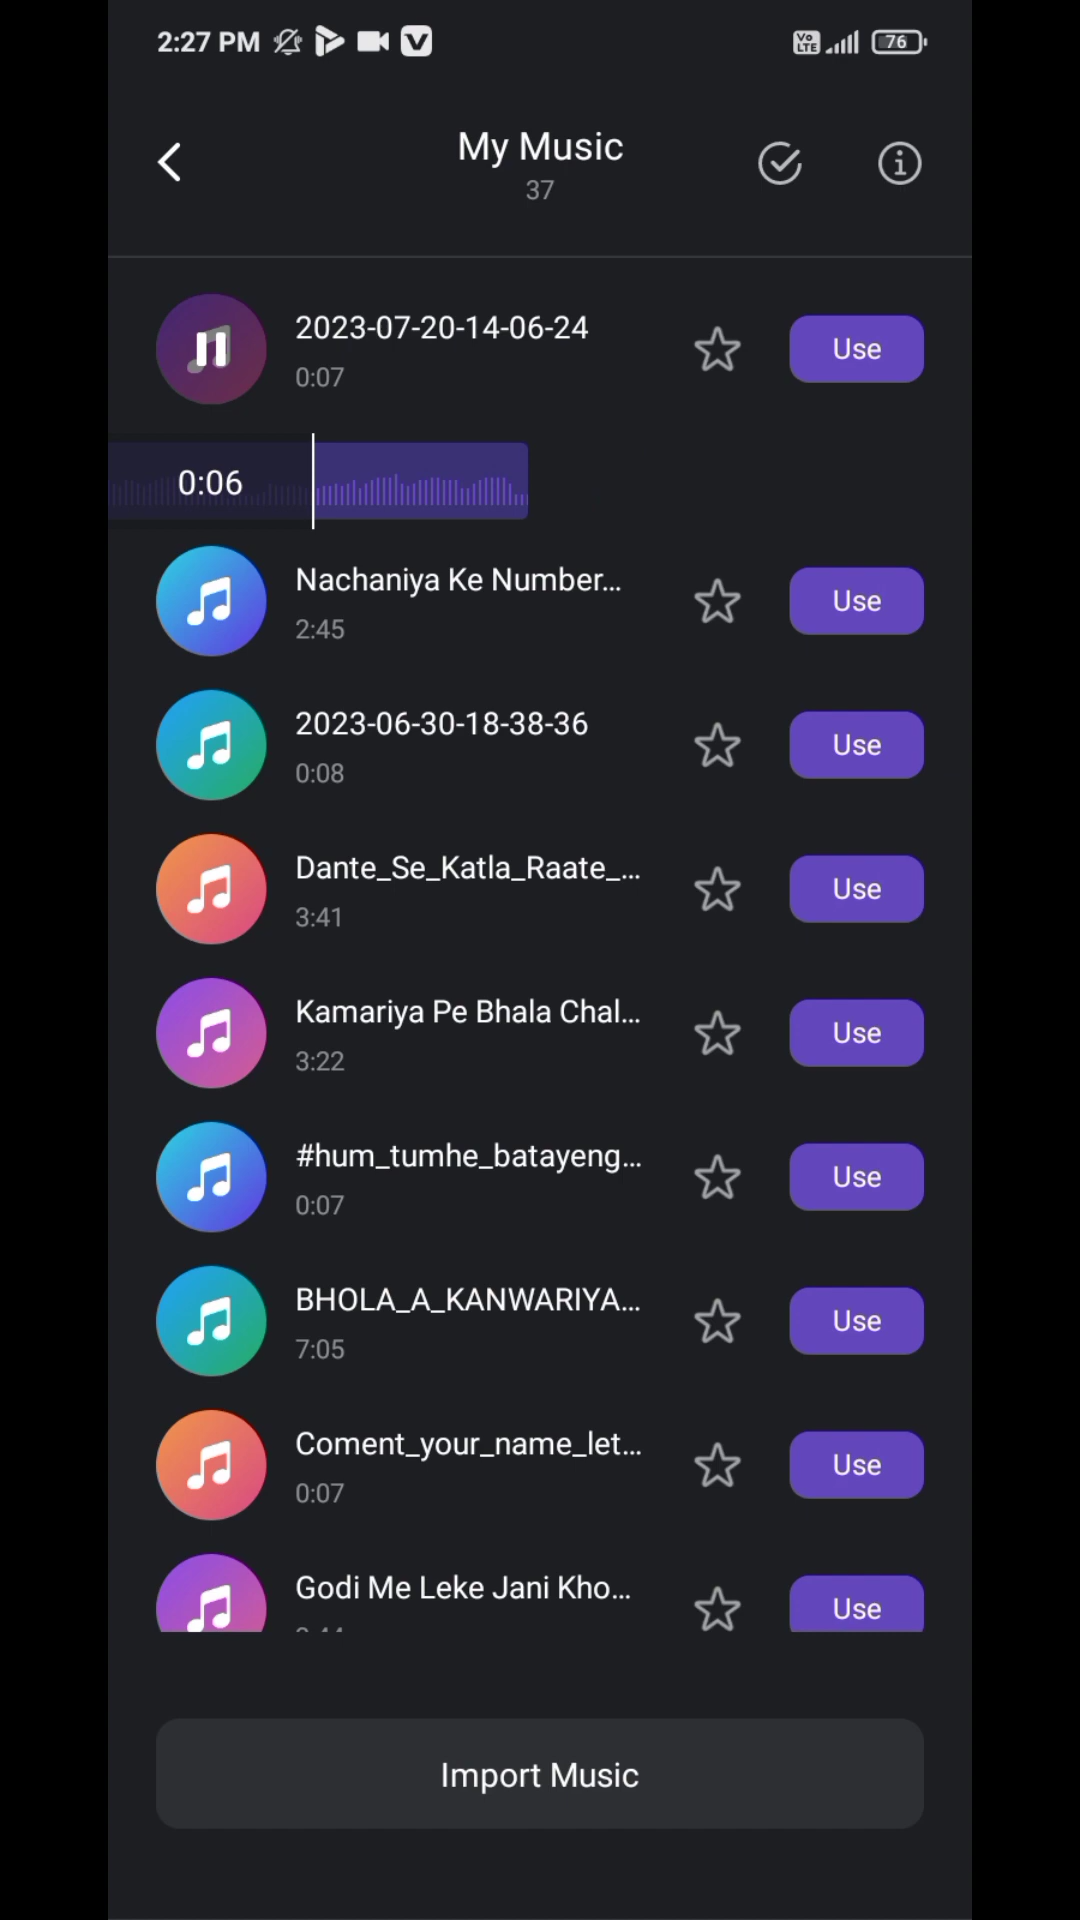 2:27 PM
Vo LTE
76
My Music
37
2023-07-20-14-06-24
0:07
Use
0:06
Nachaniya Ke Number...
2:45
Use
2023-06-30-18-38-36
0:08
Use
Dante_Se_Katla_Raate_...
3:41
Use
Kamariya Pe Bhala Chal...
3:22
Use
#hum_tumhe_batayeng...
0:07
Use
BHOLA_A_KANWARIYA...
7:05
Use
Coment_your_name_let...
0:07
Use
Godi Me Leke Jani Kho...
Use
Import Music